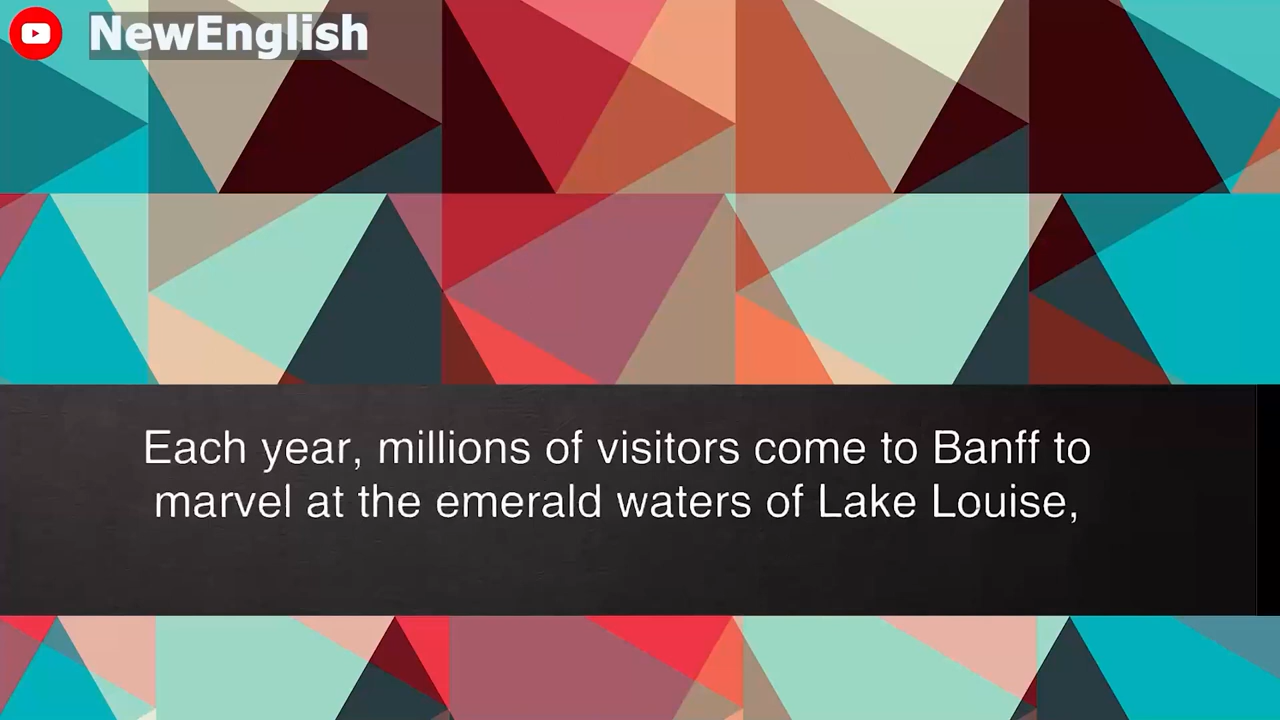 NewEnglish
Each year, millions of visitors come to Banff to
marvel at the emerald waters of Lake Louise,